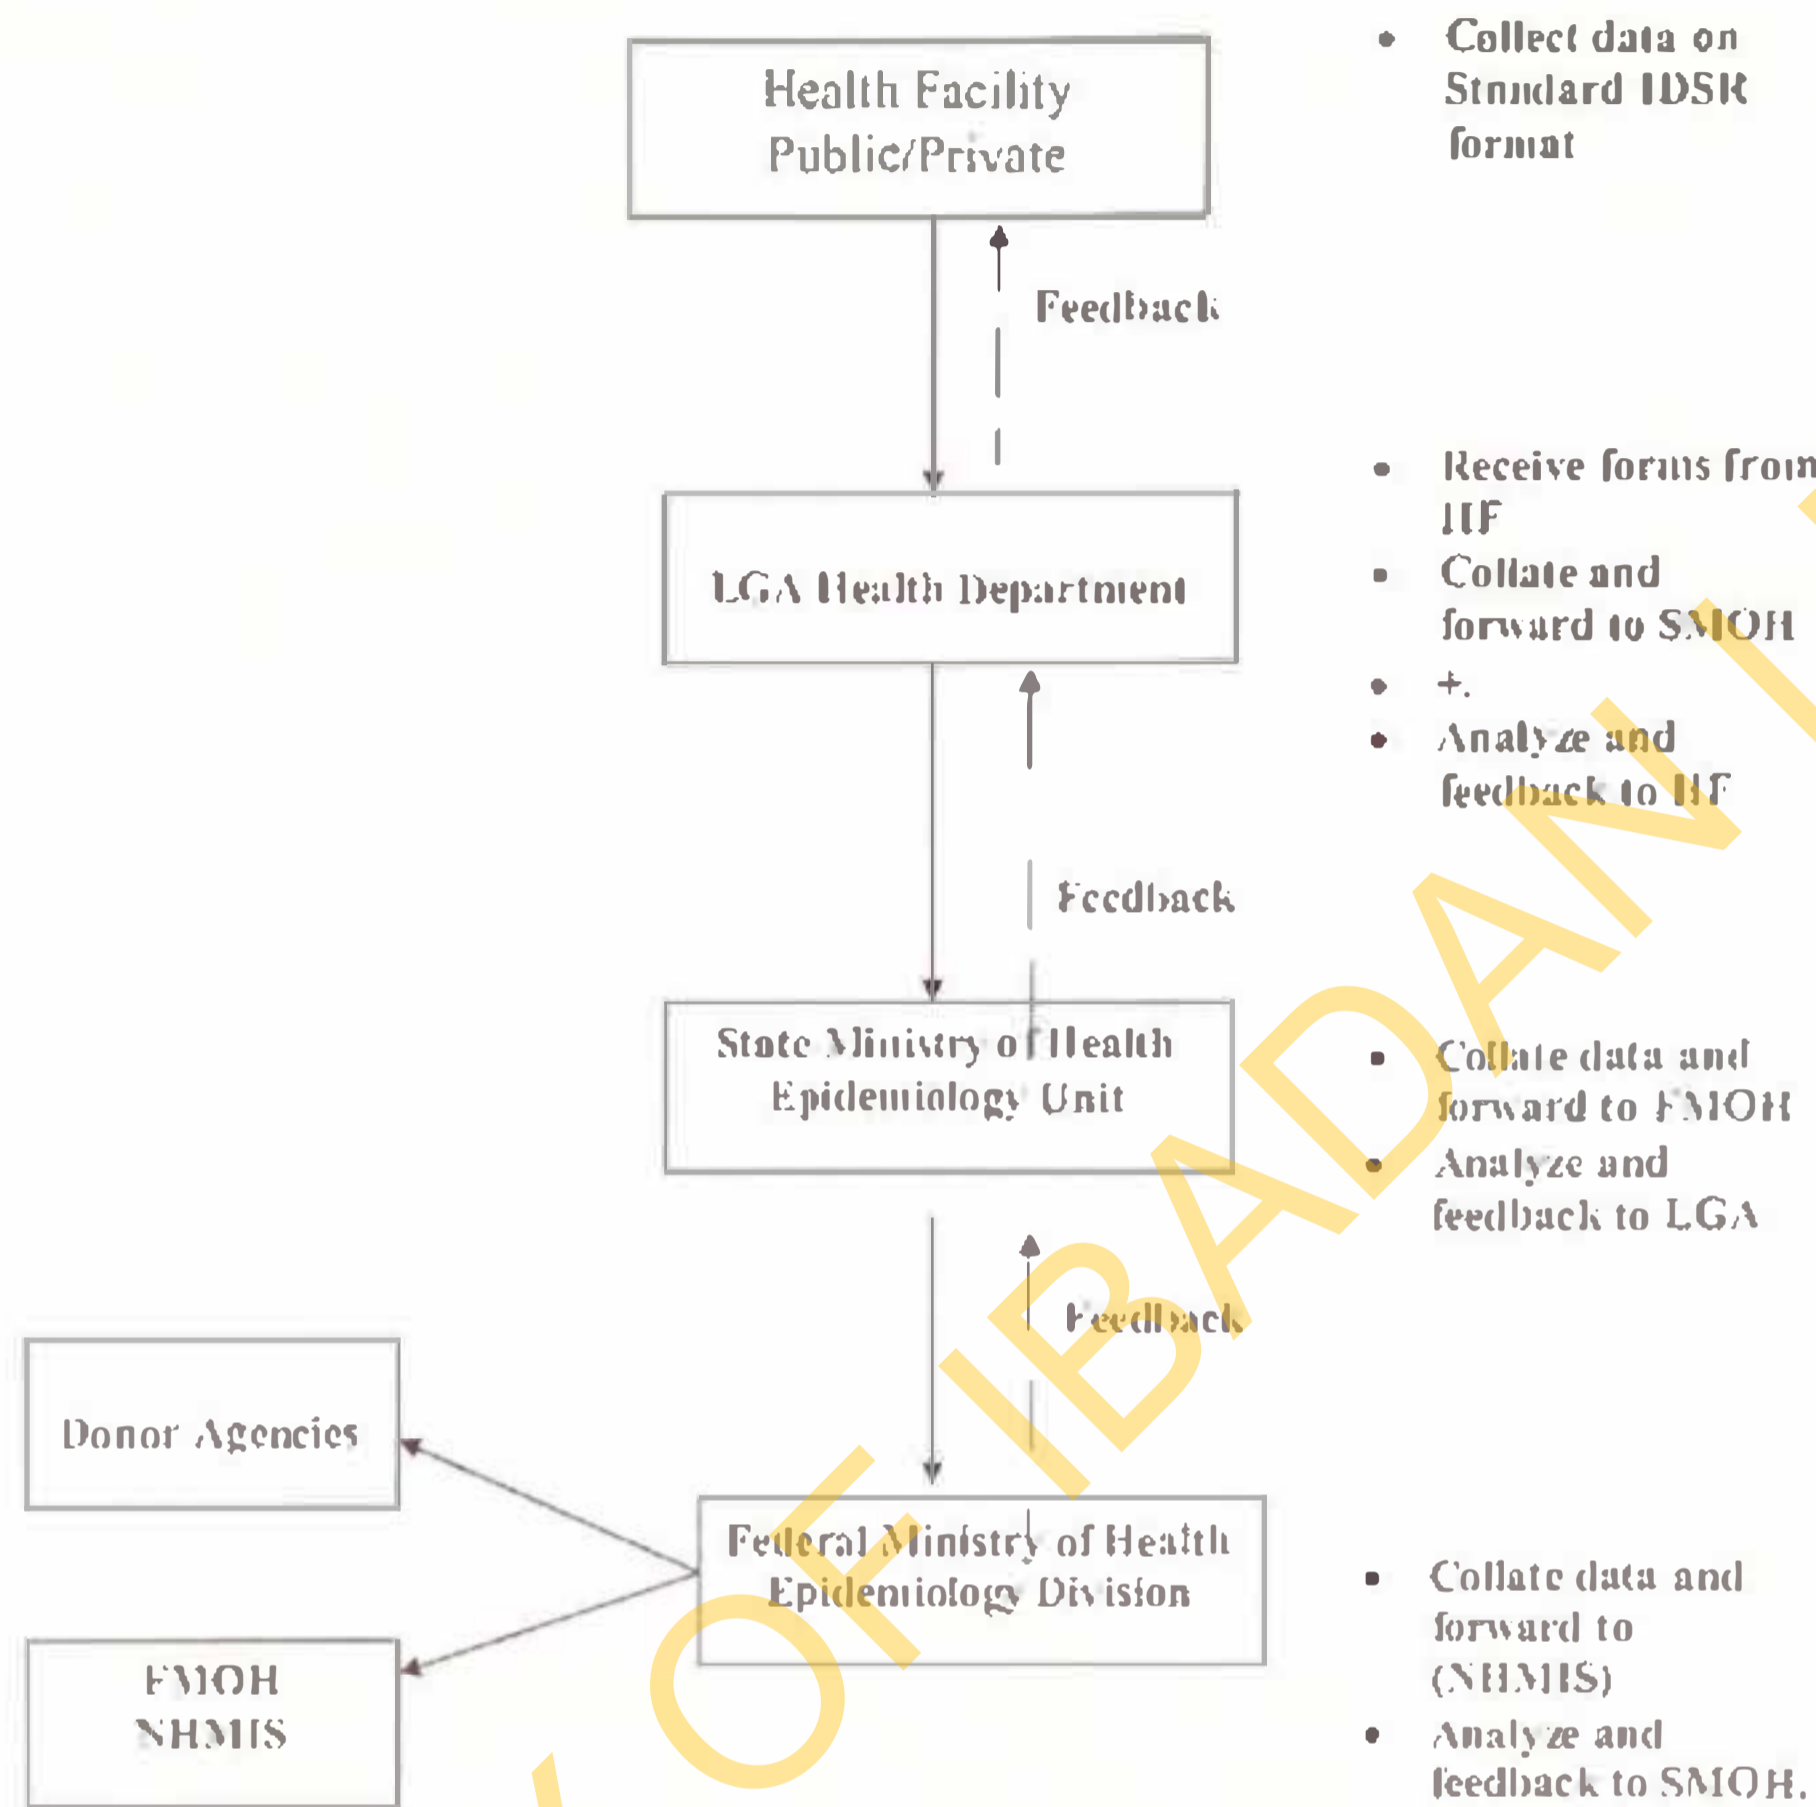 Health Facility
Public/Private
• Collect data on
Standard IDSR
format
Feedback
LGA Health Department
• Receive forms from
HF
▪ Collate and
forward to SMOH
• +.
• Analyze and
feedback to HF
Feedback
State Ministry of Health
Epidemiology Unit
▪ Collate data and
forward to FMOH
• Analyze and
feedback to LGA
Feedback
Donor Agencies
Federal Ministry of Health
Epidemiology Division
FMOH
NHMIS
▪ Collate data and
forward to
(NHMIS)
• Analyze and
feedback to SMOH.
OF IBADAN